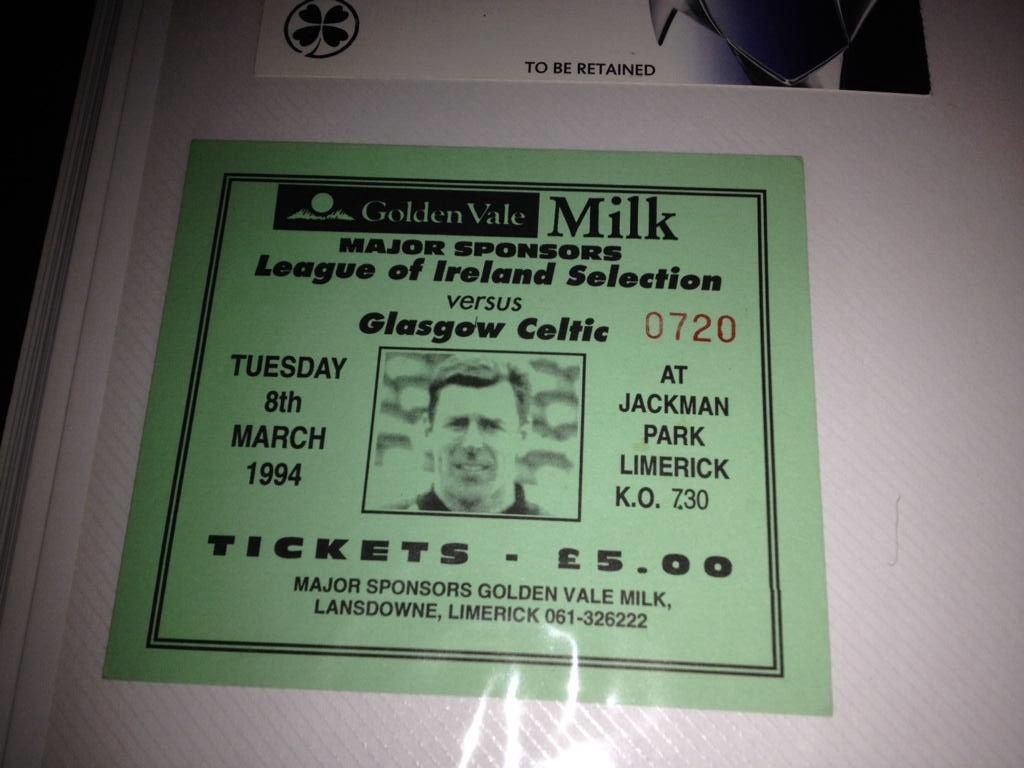 TO BE RETAINED
Golden Vale Milk
MAJOR SPONSORS
League of Ireland Selection
versus
Glasgow Celtic
0720
TUESDAY
8th
MARCH
1994
AT
JACKMAN
PARK
LIMERICK
K.O. 7.30
TICKETS - £5.00
MAJOR SPONSORS GOLDEN VALE MILK,
LANSDOWNE, LIMERICK 061-326222